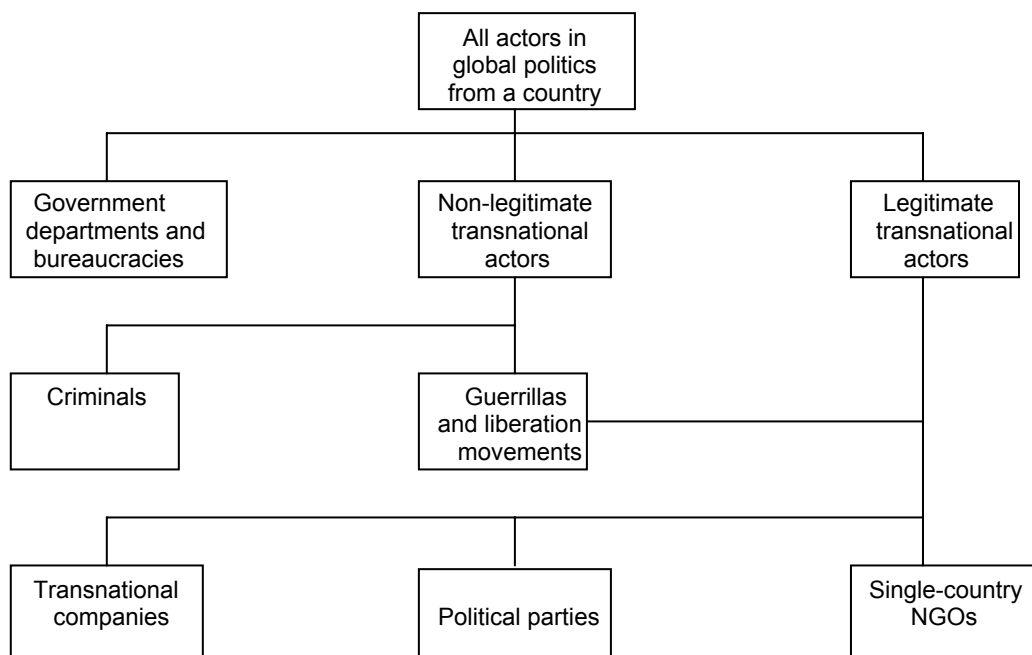 All actors in
global politics
from a country
Government
departments and
bureaucracies
Non-legitimate
transnational
actors
Legitimate
transnational
actors
Criminals
Guerrillas
and liberation
movements
Transnational
companies
Political parties
Single-country
NGOs